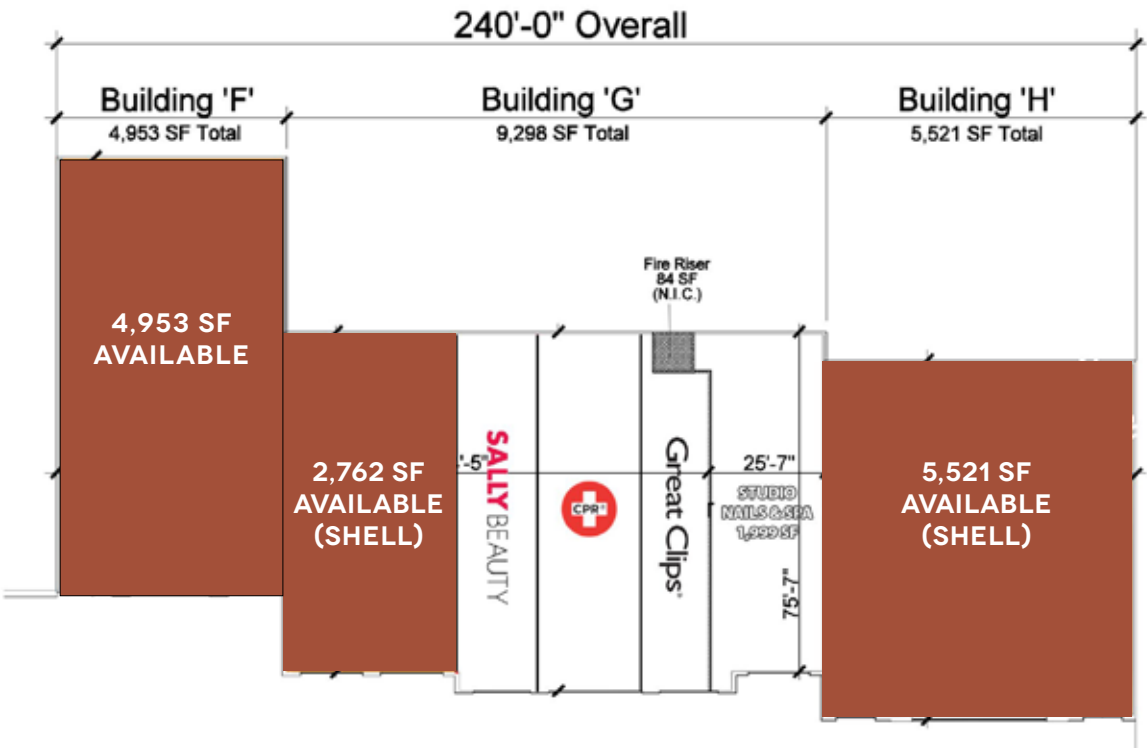 240'-0" Overall
Building 'F'
4,953 SF Total
Building 'G'
9,298 SF Total
Building 'H'
5,521 SF Total
Fire Riser
84 SF
(N.I.C.)
4,953 SF
AVAILABLE
2,762 SF
AVAILABLE
(SHELL)
'-5"
SALLY BEAUTY
CPR
Great Clips
25'-7"
STUDIO
NAILS & SPA
1,999 SF
75'-7"
5,521 SF
AVAILABLE
(SHELL)